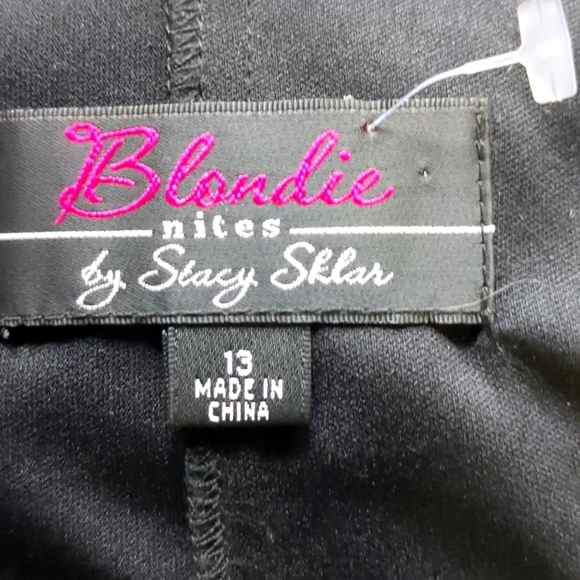 Blondie
nites
by Stacy Sklar
13
MADE IN
CHINA